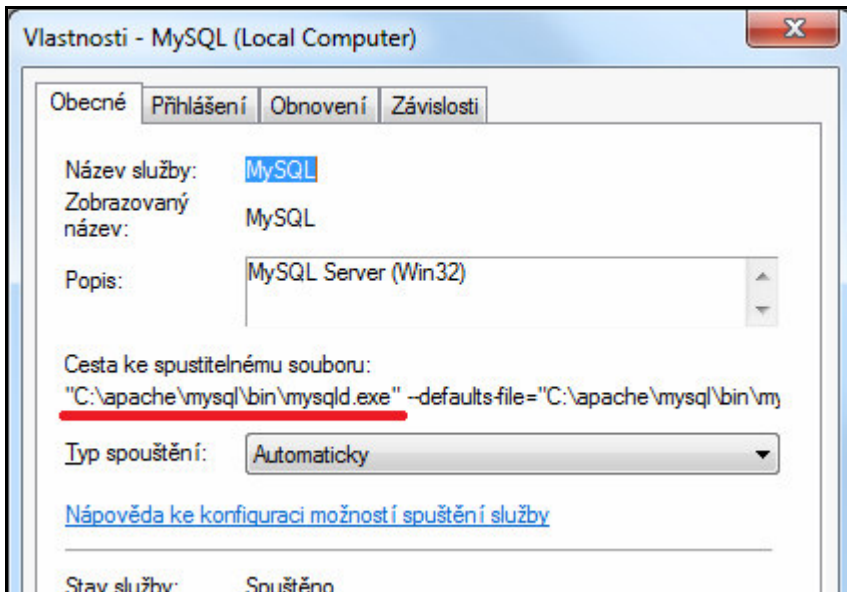 Vlastnosti - MySQL (Local Computer)
Obecné Přihlášení Obnovení Závislosti
Název služby: MySQL
Zobrazovaný
název: MySQL
Popis: MySQL Server (Win32)
Cesta ke spustitelnému souboru:
"C:\apache\mysql\bin\mysqld.exe" --defaults-file="C:\apache\mysql\bin\my
Typ spouštění: Automaticky
Nápověda ke konfiguraci možností spuštění služby
Stav služby: Spuštěno